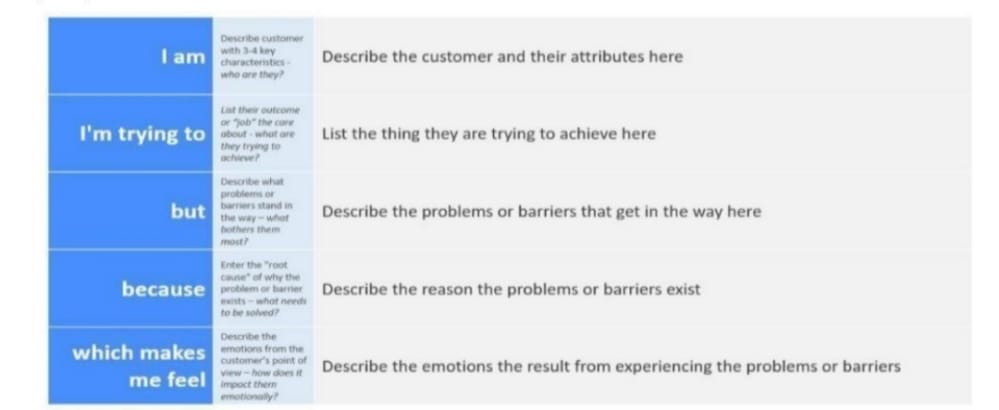 I am
Describe customer
with 3-4 key
characteristics -
who are they?
Describe the customer and their attributes here
I'm trying to
List their outcome
or "job" the care
about - what are
they trying to
achieve?
List the thing they are trying to achieve here
but
Describe what
problems or
barriers stand in
the way – what
bothers them
most?
Describe the problems or barriers that get in the way here
because
Enter the "root
cause" of why the
problem or barrier
exists – what needs
to be solved?
Describe the reason the problems or barriers exist
which makes
me feel
Describe the
emotions from the
customer's point of
view – how does it
impact them
emotionally?
Describe the emotions the result from experiencing the problems or barriers